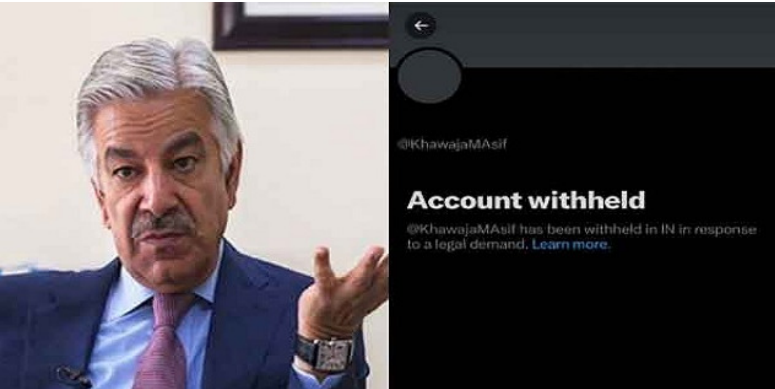 @KhawajaMAsif
Account withheld
@KhawajaMAsif has been withheld in IN in response
to a legal demand. Learn more.